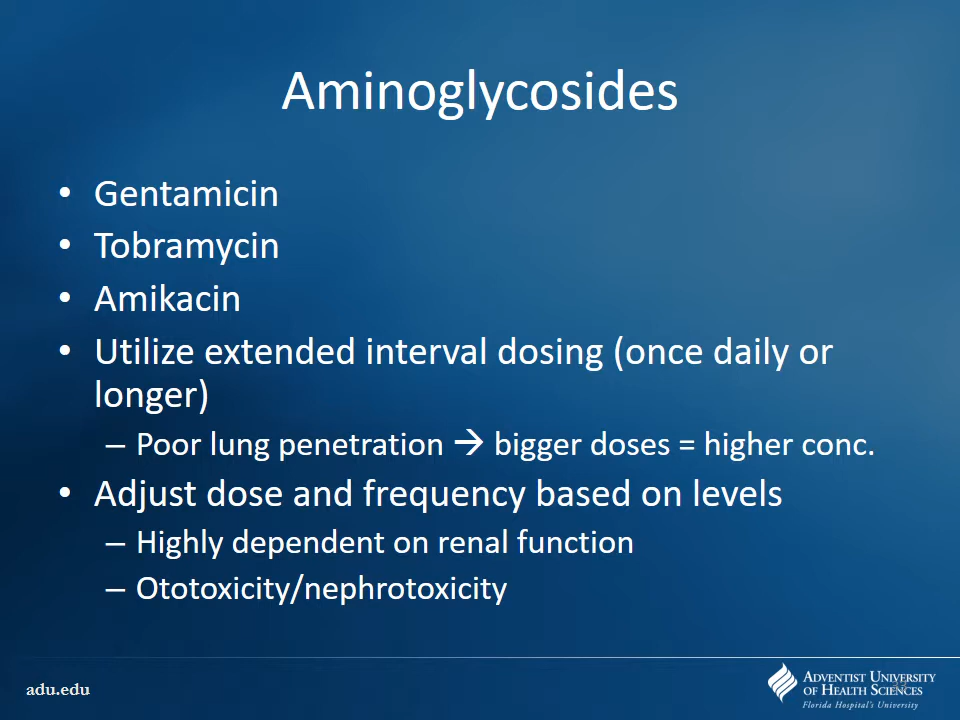 Aminoglycosides
• Gentamicin
• Tobramycin
• Amikacin
• Utilize extended interval dosing (once daily or
longer)
– Poor lung penetration → bigger doses = higher conc.
• Adjust dose and frequency based on levels
– Highly dependent on renal function
– Ototoxicity/nephrotoxicity
adu.edu
ADVENTIST UNIVERSITY
OF HEALTH SCIENCES
Florida Hospital's University